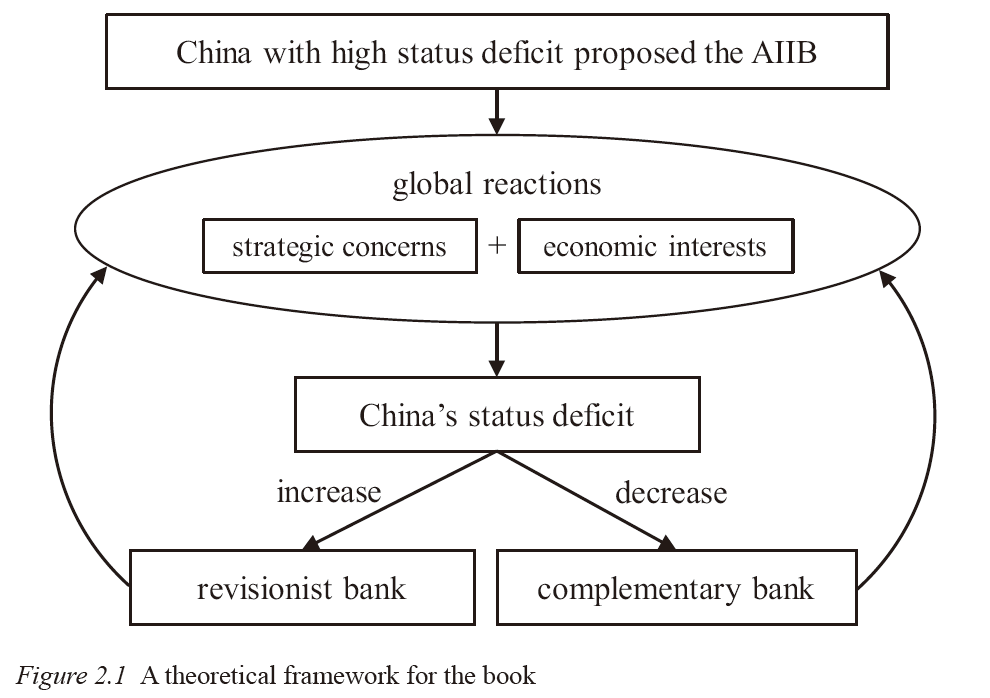 China with high status deficit proposed the AIIB
global reactions
strategic concerns + economic interests
China’s status deficit
increase decrease
revisionist bank complementary bank
Figure 2.1 A theoretical framework for the book